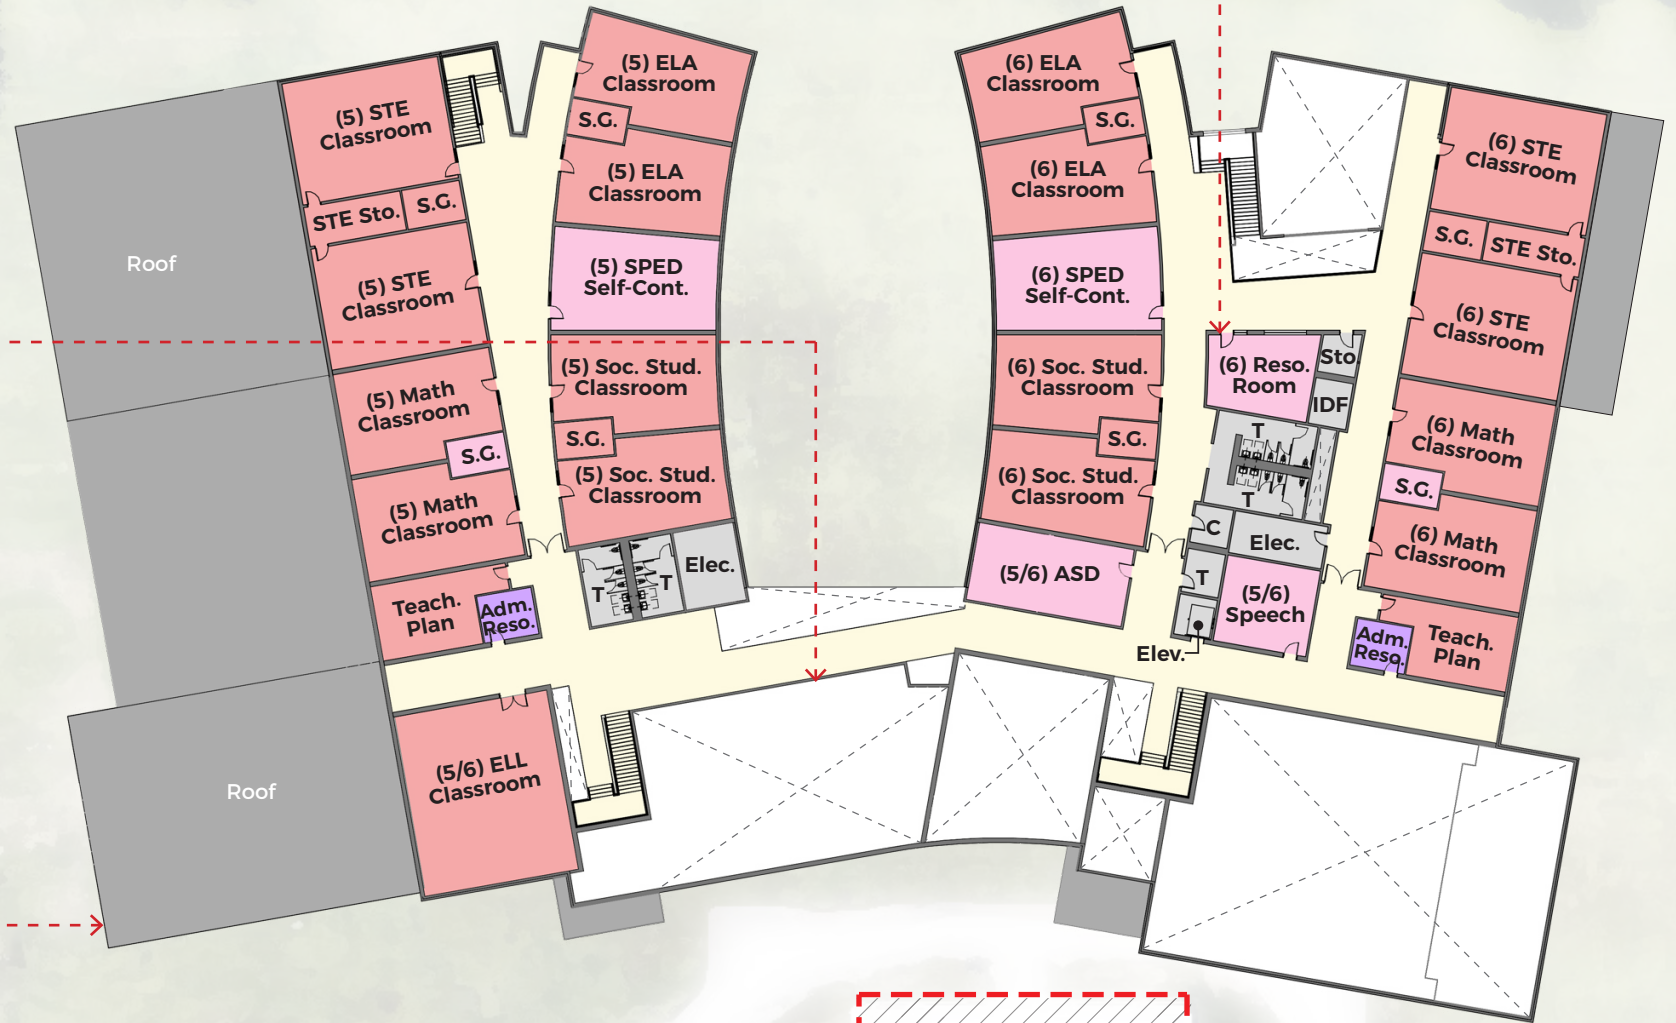 (5) STE
Classroom
STE Sto.
S.G.
(5) STE
Classroom
(5) Math
Classroom
S.G.
(5) Math
Classroom
Teach.
Plan
Adm.
Reso.
(5/6) ELL
Classroom
Roof
Roof
(5) ELA
Classroom
S.G.
(5) ELA
Classroom
(5) SPED
Self-Cont.
(5) Soc. Stud.
Classroom
S.G.
(5) Soc. Stud.
Classroom
T
T
Elec.
(6) ELA
Classroom
S.G.
(6) ELA
Classroom
(6) SPED
Self-Cont.
(6) Soc. Stud.
Classroom
S.G.
(6) Soc. Stud.
Classroom
(5/6) ASD
(6) Reso.
Room
Sto.
IDF
T
T
C
Elec.
T
(5/6)
Speech
Elev.
(6) STE
Classroom
S.G.
STE Sto.
(6) STE
Classroom
(6) Math
Classroom
S.G.
(6) Math
Classroom
Adm.
Reso.
Teach.
Plan